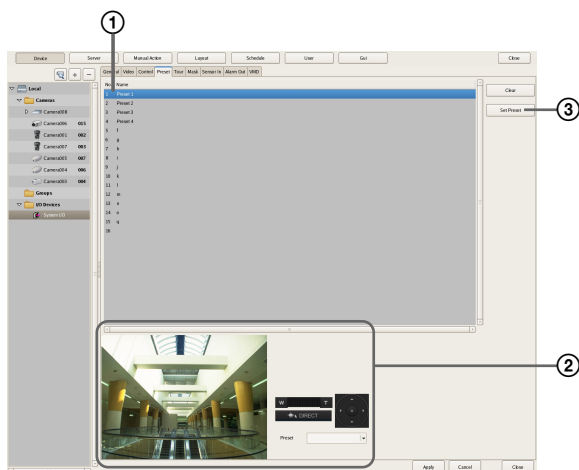 ①
Device Server Manual Action Layout Schedule User Gui Close
General Video Control Preset Tour Mask Sensor In Alarm Out VMD
Local
Cameras
Camera008
Camera006 015
Camera001 002
Camera007 003
Camera005 007
Camera004 006
Camera003 004
Groups
I/O Devices
System I/O
No Name
1 Preset 1
2 Preset 2
3 Preset 3
4 Preset 4
5 f
6 g
7 h
8 i
9 j
10 k
11 l
12 m
13 n
14 o
15 q
16
Clear
Set Preset
③
②
W T
DIRECT
Preset
Apply Cancel Close